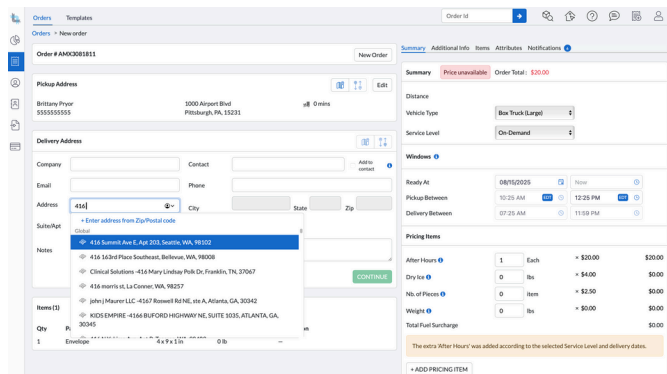 Orders Templates
Order Id
Orders > New order
Order # AMX3081811
New Order
Pickup Address
Edit
Brittany Pryor
1000 Airport Blvd
0 mins
5555555555
Pittsburgh, PA, 15231
Delivery Address
Company
Contact
Add to
contact
Email
Phone
Address
416
City
State
Zip
+ Enter address from Zip/Postal code
Suite/Apt
Global
416 Summit Ave E, Apt 203, Seattle, WA, 98102
416 163rd Place Southeast, Bellevue, WA, 98008
Notes
Clinical Solutions -416 Mary Lindsay Polk Dr, Franklin, TN, 37067
416 morris st, La Conner, WA, 98257
CONTINUE
john j Maurer LLC -4167 Roswell Rd NE, ste A, Atlanta, GA, 30342
KIDS EMPIRE -4166 BUFORD HIGHWAY NE, SUITE 1035, ATLANTA, GA,
30345
Items (1)
Qty
1 Envelope 4 x 9 x 1 in 0 lb —
Summary Additional Info Items Attributes Notifications
Summary Price unavailable Order Total : $20.00
Distance
Vehicle Type Box Truck (Large)
Service Level On-Demand
Windows
Ready At 08/15/2025 Now
Pickup Between 10:25 AM EDT 12:25 PM EDT
Delivery Between 07:25 AM 11:59 PM
Pricing Items
After Hours 1 Each × $20.00 $20.00
Dry Ice 0 lbs × $4.00 $0.00
Nb. of Pieces 0 item × $2.50 $0.00
Weight 0 lbs × $0.00 $0.00
Total Fuel Surcharge $0.00
The extra 'After Hours' was added according to the selected Service Level and delivery dates.
+ ADD PRICING ITEM